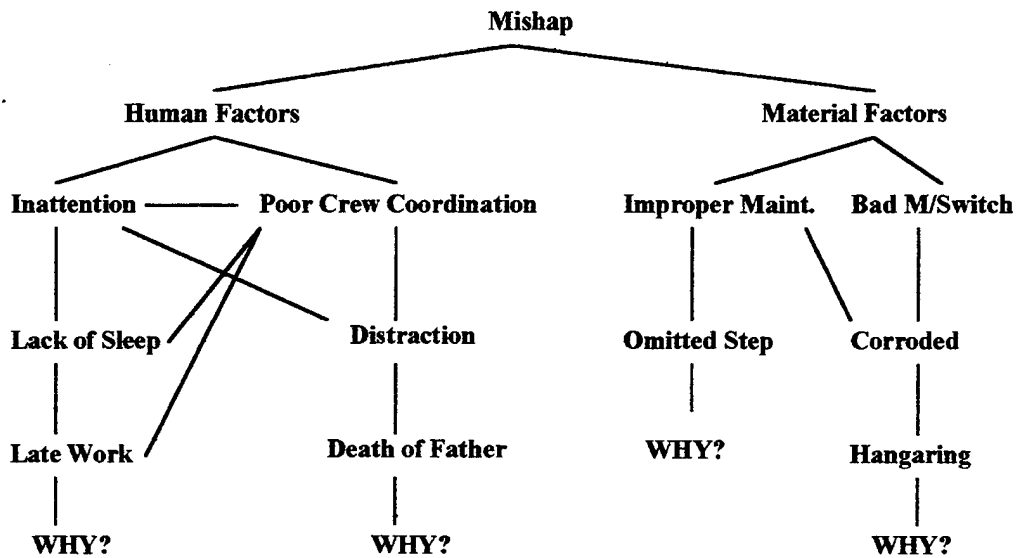 Mishap
Human Factors
Material Factors
Inattention
Poor Crew Coordination
Improper Maint.
Bad M/Switch
Lack of Sleep
Distraction
Omitted Step
Corroded
Late Work
Death of Father
WHY?
Hangaring
WHY?
WHY?
WHY?